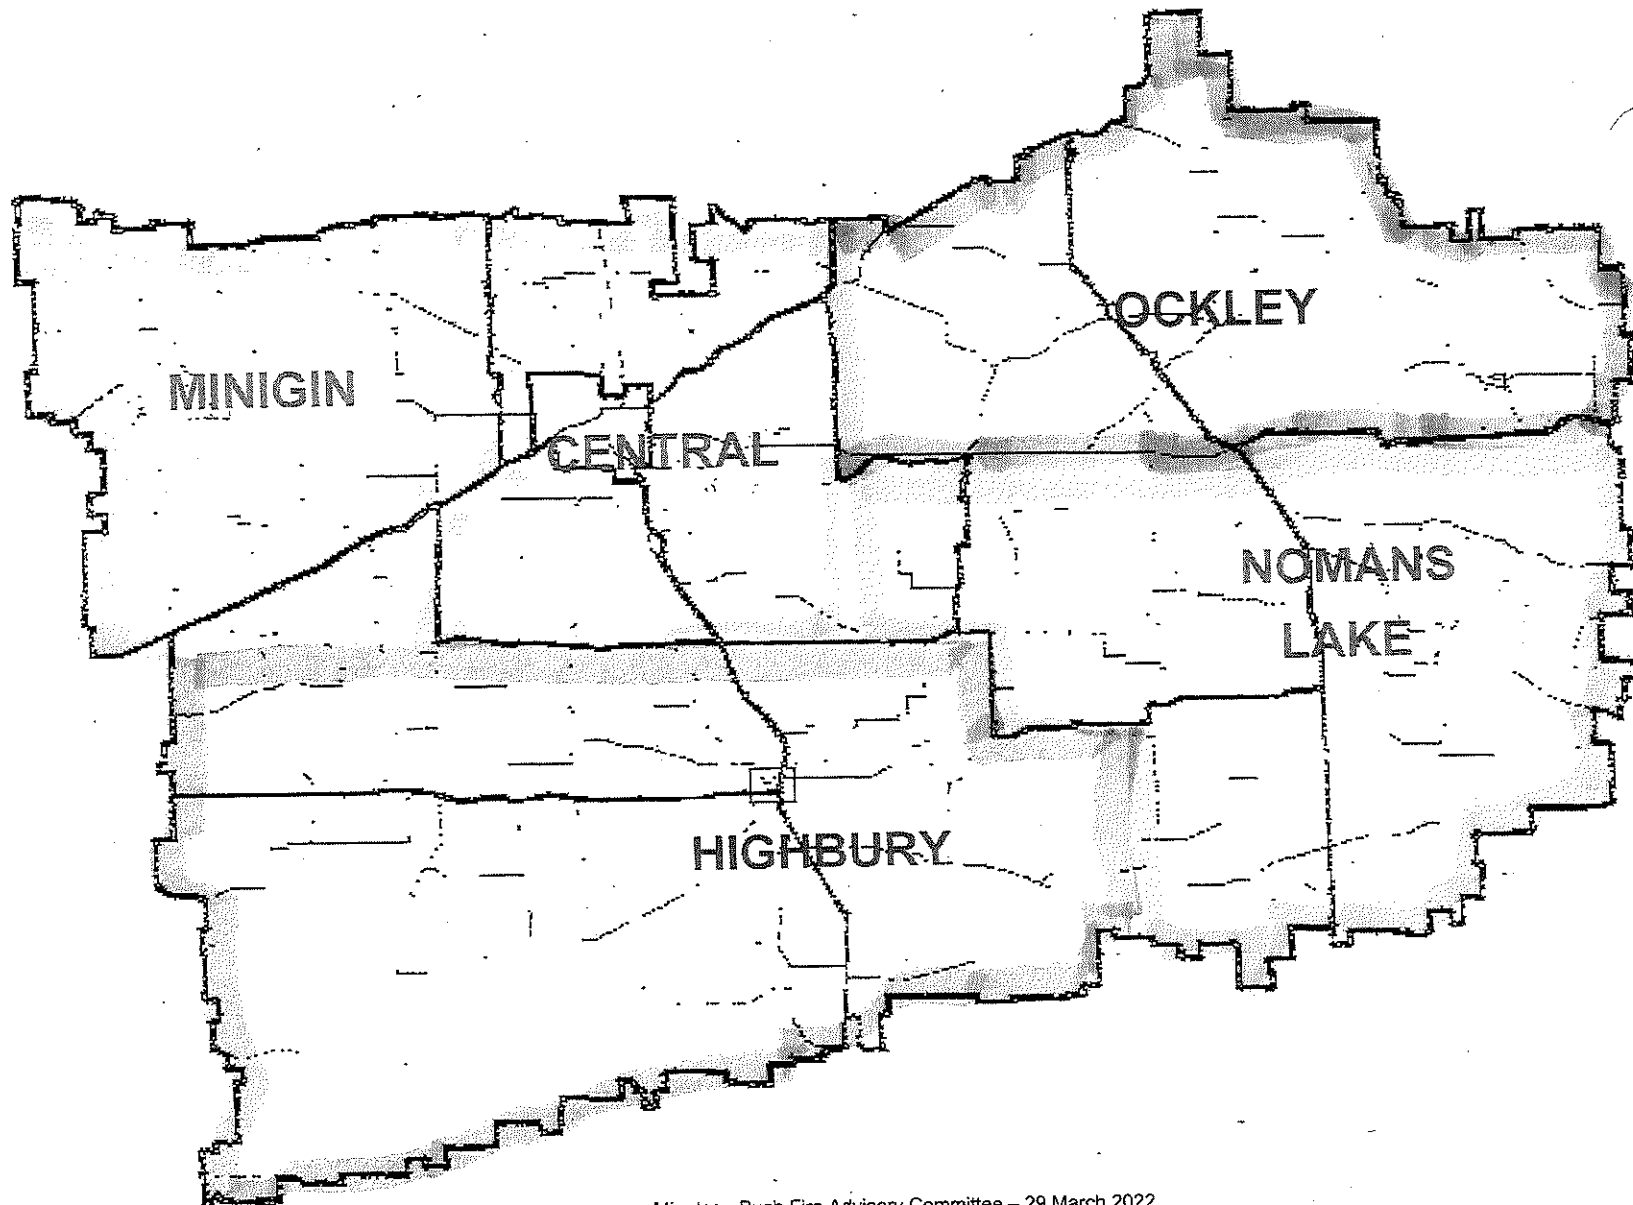 OCKLEY
MINIGIN
CENTRAL
NOMANS
LAKE
HIGHBURY
Minutes - Bush Fire Advisory Committee – 29 March 2022